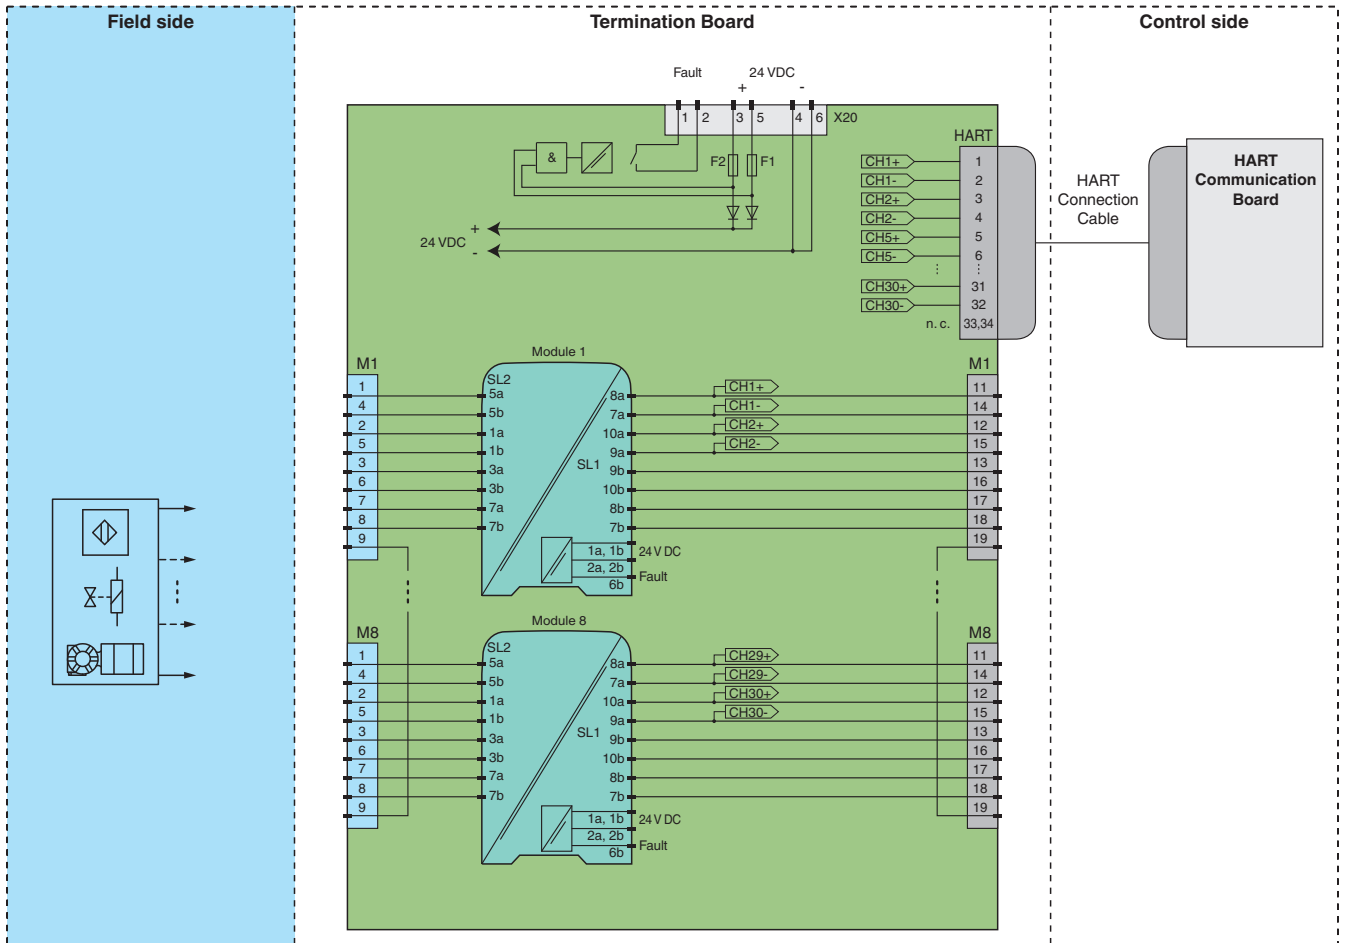 Field side
Termination Board
Control side
Fault
24 VDC
+
-
1
2
3
5
4
6
X20
&
F2
F1
+
24 VDC
-
HART
CH1+
1
CH1-
2
CH2+
3
CH2-
4
CH5+
5
CH5-
6
CH30+
31
CH30-
32
n. c.
33,34
HART
Connection
Cable
HART
Communication
Board
Module 1
M1
1
4
2
5
3
6
7
8
9
SL2
5a
5b
1a
1b
3a
3b
7a
7b
SL1
8a
7a
10a
9a
9b
10b
8b
7b
1a, 1b
2a, 2b
6b
24 V DC
Fault
CH1+
CH1-
CH2+
CH2-
M1
11
14
12
15
13
16
17
18
19
Module 8
M8
1
4
2
5
3
6
7
8
9
SL2
5a
5b
1a
1b
3a
3b
7a
7b
SL1
8a
7a
10a
9a
9b
10b
8b
7b
1a, 1b
2a, 2b
6b
24 V DC
Fault
CH29+
CH29-
CH30+
CH30-
M8
11
14
12
15
13
16
17
18
19